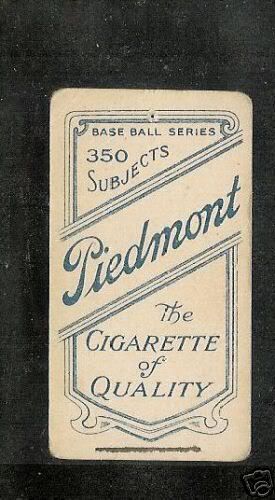 BASE BALL SERIES
350
SUBJECTS
Piedmont
The
CIGARETTE
of
QUALITY